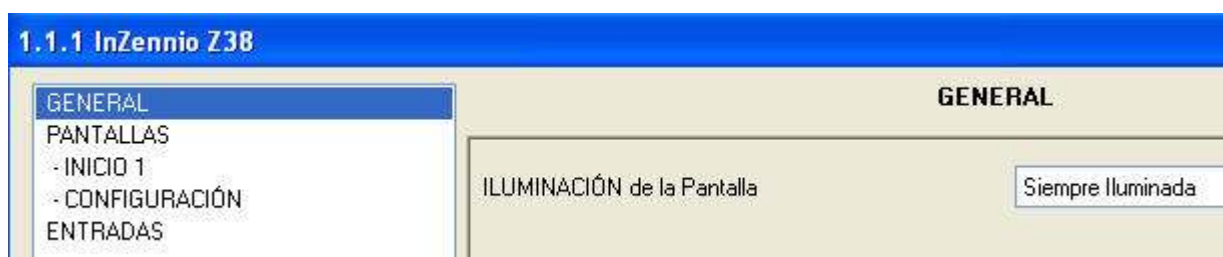 1.1.1 InZennio Z38
GENERAL
PANTALLAS
- INICIO 1
- CONFIGURACIÓN
ENTRADAS
GENERAL
ILUMINACIÓN de la Pantalla
Siempre Iluminada